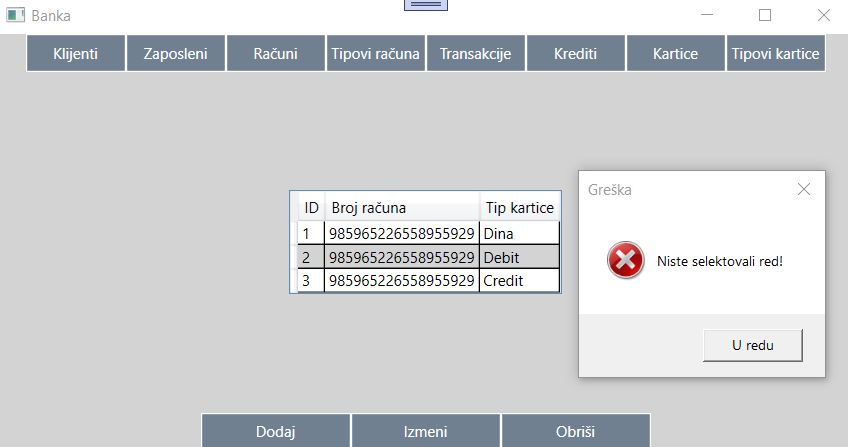 Banka
Klijenti Zaposleni Računi Tipovi računa Transakcije Krediti Kartice Tipovi kartice
ID Broj računa Tip kartice
1 985965226558955929 Dina
2 985965226558955929 Debit
3 985965226558955929 Credit
Greška
Niste selektovali red!
U redu
Dodaj Izmeni Obriši